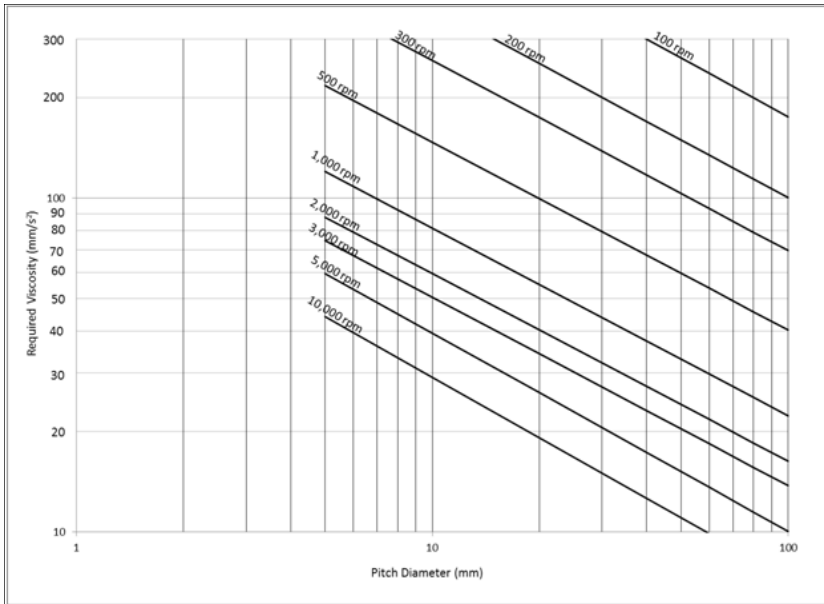 300
200
100
90
80
70
60
50
40
30
20
10
Required Viscosity (mm/s²)
100 rpm
200 rpm
300 rpm
500 rpm
1,000 rpm
2,000 rpm
3,000 rpm
5,000 rpm
10,000 rpm
1
10
100
Pitch Diameter (mm)